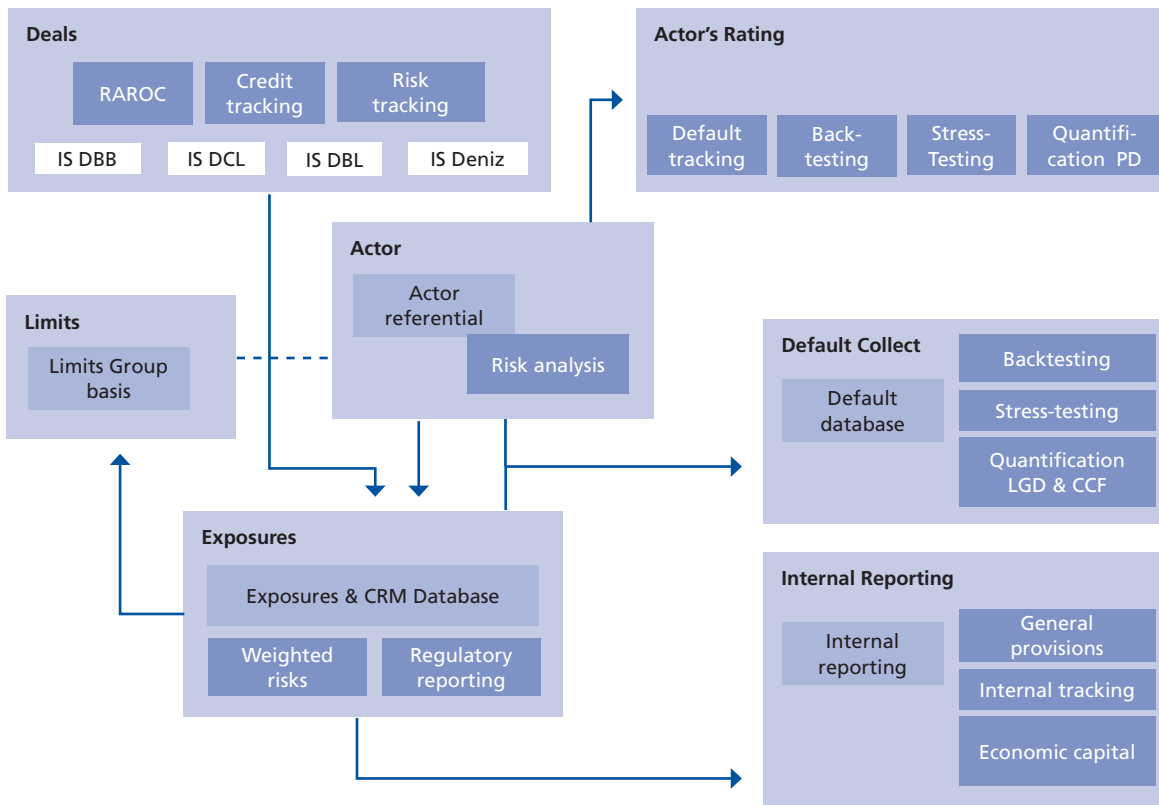 Deals
RAROC
Credit
tracking
Risk
tracking
IS DBB
IS DCL
IS DBL
IS Deniz
Actor’s Rating
Default
tracking
Back-
testing
Stress-
Testing
Quantifi-
cation PD
Actor
Actor
referential
Risk analysis
Limits
Limits Group
basis
Default Collect
Default
database
Backtesting
Stress-testing
Quantification
LGD & CCF
Exposures
Exposures & CRM Database
Weighted
risks
Regulatory
reporting
Internal Reporting
Internal
reporting
General
provisions
Internal tracking
Economic capital